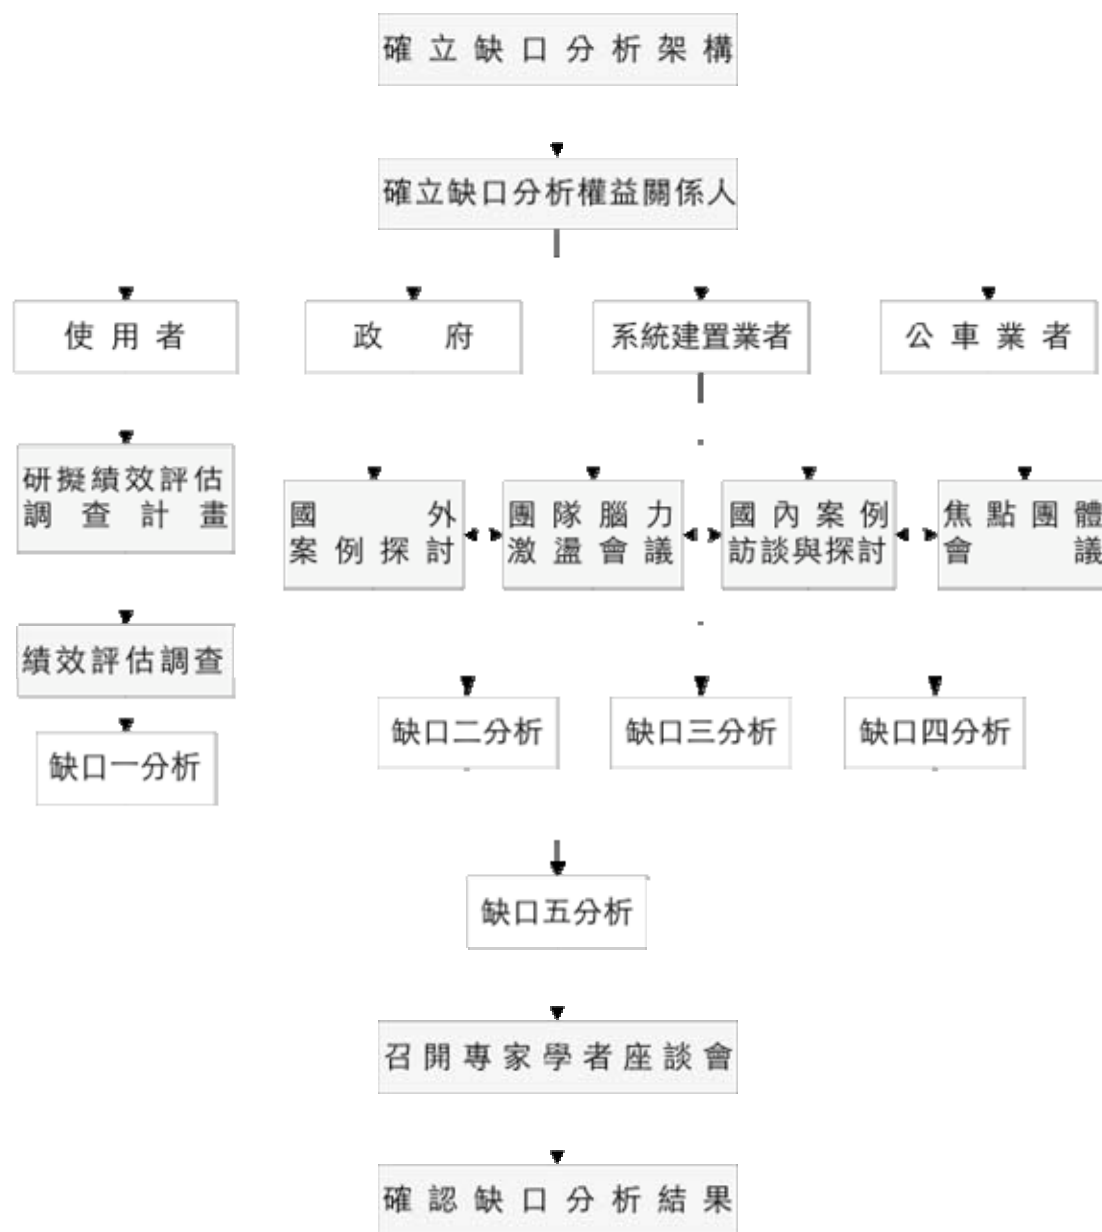 確立缺口分析架構
確立缺口分析權益關係人
使用者
政府
系統建置業者
公車業者
研擬績效評估
調查計畫
國外
案例探討
團隊腦力
激盪會議
國內案例
訪談與探討
焦點團體
會議
績效評估調查
缺口一分析
缺口二分析
缺口三分析
缺口四分析
缺口五分析
召開專家學者座談會
確認缺口分析結果